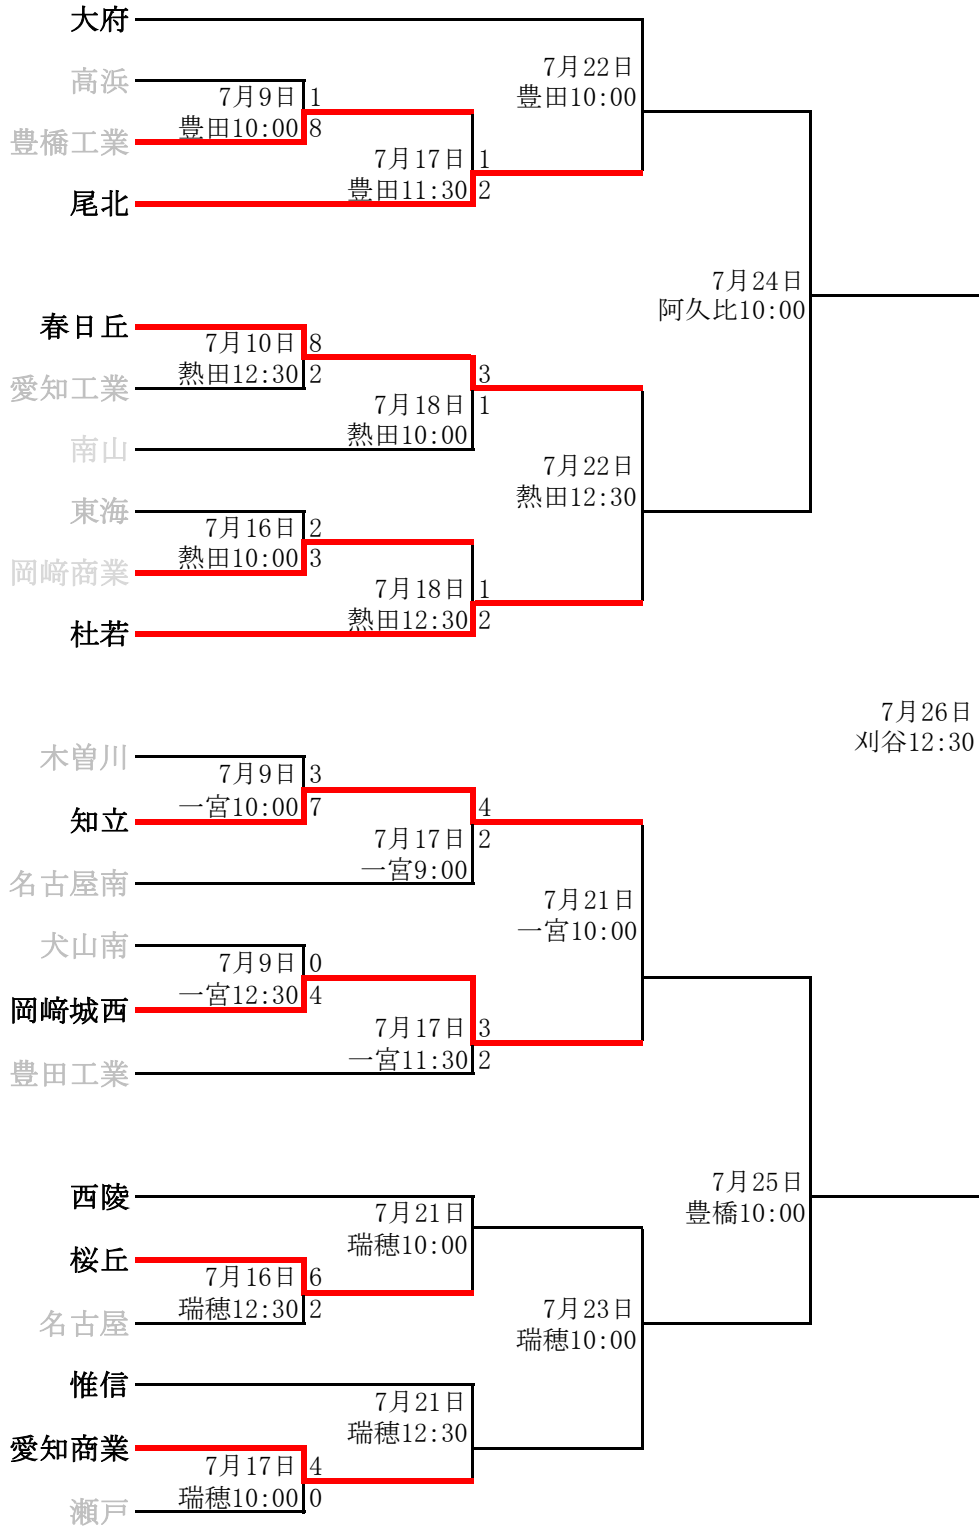 大府
7月22日
豊田10:00
高浜
7月9日 1
豊田10:00 8
豊橋工業
7月17日 1
豊田11:30 2
尾北
7月24日
阿久比10:00
春日丘
7月10日 8
熱田12:30 2
3
愛知工業
7月18日 1
熱田10:00
南山
7月22日
熱田12:30
東海
7月16日 2
熱田10:00 3
岡﨑商業
7月18日 1
熱田12:30 2
杜若
7月26日
刈谷12:30
木曽川
7月9日 3
一宮10:00 7
4
知立
7月17日 2
一宮9:00
名古屋南
7月21日
一宮10:00
犬山南
7月9日 0
一宮12:30 4
岡﨑城西
7月17日 3
一宮11:30 2
豊田工業
7月25日
豊橋10:00
西陵
7月21日
瑞穂10:00
桜丘
7月16日 6
瑞穂12:30 2
名古屋
7月23日
瑞穂10:00
惟信
7月21日
瑞穂12:30
愛知商業
7月17日 4
瑞穂10:00 0
瀬戸